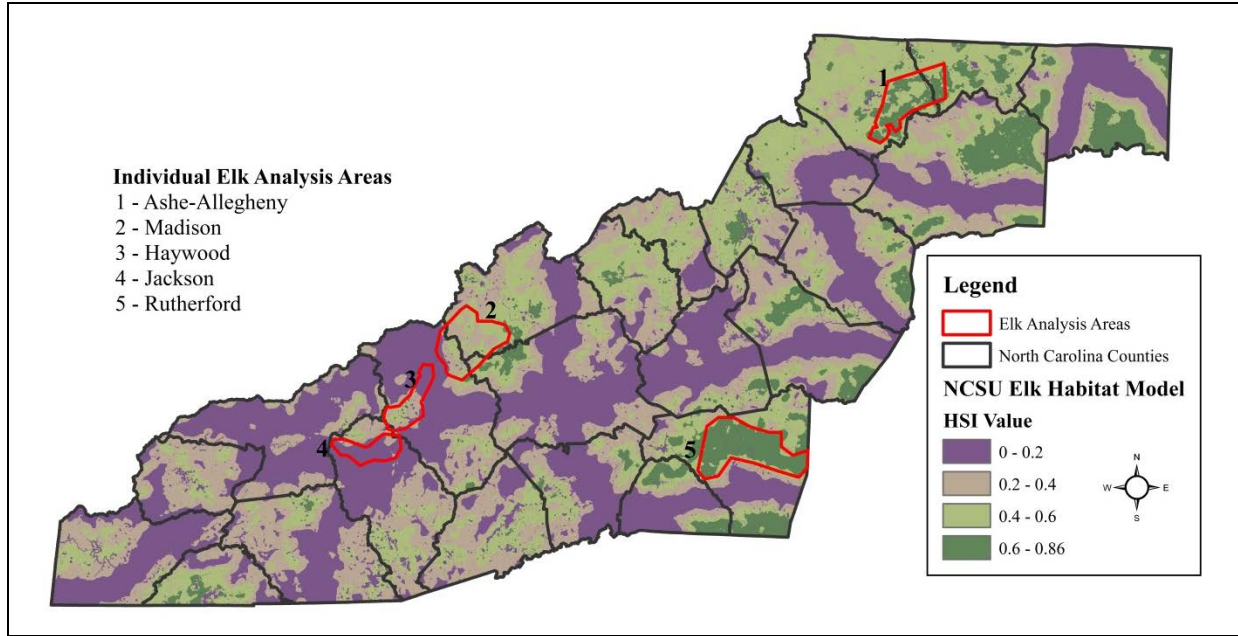 Individual Elk Analysis Areas
1 - Ashe-Allegheny
2 - Madison
3 - Haywood
4 - Jackson
5 - Rutherford
1
2
3
4
5
Legend
Elk Analysis Areas
North Carolina Counties
NCSU Elk Habitat Model
HSI Value
0 - 0.2
0.2 - 0.4
0.4 - 0.6
0.6 - 0.86
N
W E
S